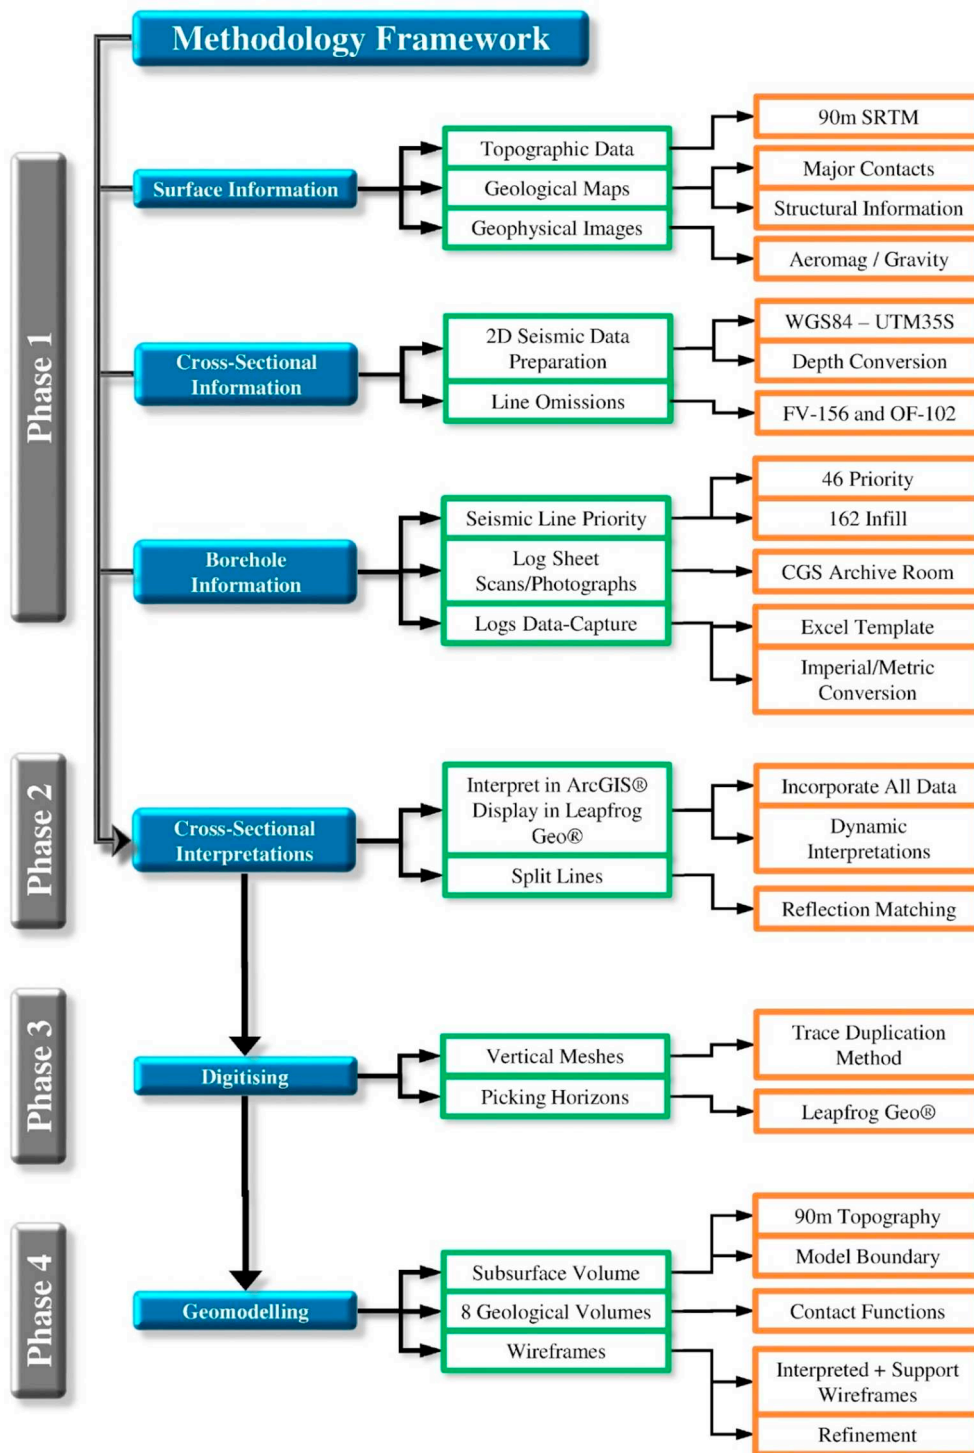 Methodology Framework
Phase 1
Surface Information
Topographic Data
Geological Maps
Geophysical Images
90m SRTM
Major Contacts
Structural Information
Aeromag / Gravity
Cross-Sectional
Information
2D Seismic Data
Preparation
Line Omissions
WGS84 – UTM35S
Depth Conversion
FV-156 and OF-102
Borehole
Information
Seismic Line Priority
Log Sheet
Scans/Photographs
Logs Data-Capture
46 Priority
162 Infill
CGS Archive Room
Excel Template
Imperial/Metric
Conversion
Phase 2
Cross-Sectional
Interpretations
Interpret in ArcGIS®
Display in Leapfrog
Geo®
Split Lines
Incorporate All Data
Dynamic
Interpretations
Reflection Matching
Phase 3
Digitising
Vertical Meshes
Picking Horizons
Trace Duplication
Method
Leapfrog Geo®
Phase 4
Geomodelling
Subsurface Volume
8 Geological Volumes
Wireframes
90m Topography
Model Boundary
Contact Functions
Interpreted + Support
Wireframes
Refinement